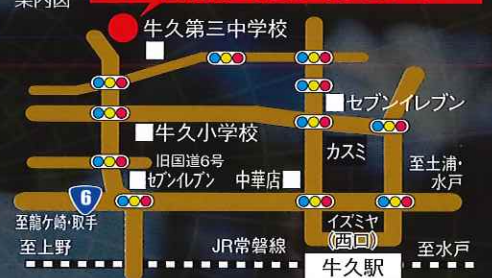 案内図
牛久第三中学校
セブンイレブン
牛久小学校
カスミ
旧国道6号
セブンイレブン
中華店
至土浦・
水戸
6
至龍ケ崎・取手
イズミヤ
(西口)
至上野
JR常磐線
至水戸
牛久駅